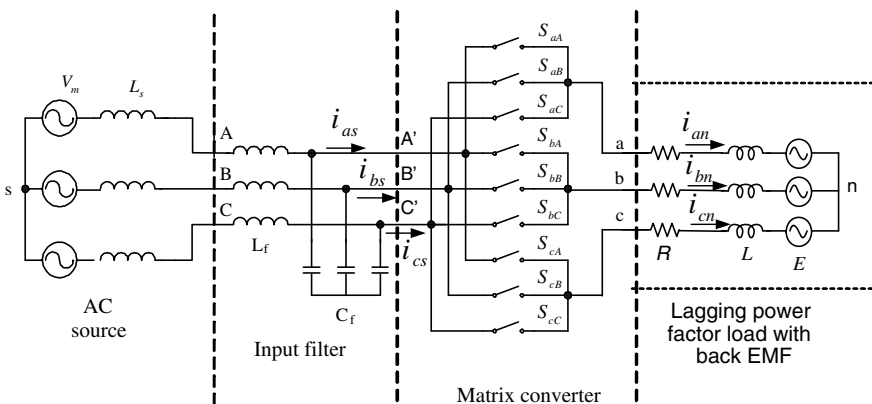 V_m
L_s
s
AC
source
A
B
C
L_f
C_f
Input filter
i_as
i_bs
i_cs
A'
B'
C'
S_aA
S_aB
S_aC
S_bA
S_bB
S_bC
S_cA
S_cB
S_cC
Matrix converter
a
b
c
i_an
i_bn
i_cn
R
L
E
n
Lagging power
factor load with
back EMF